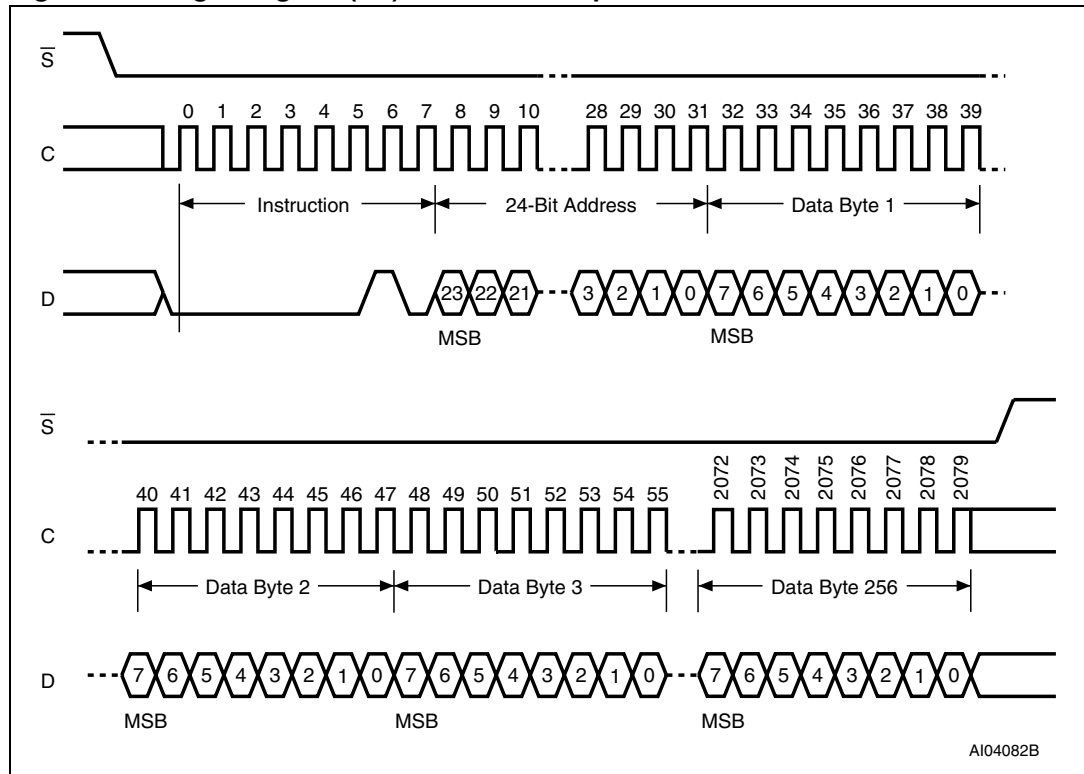 S
0 1 2 3 4 5 6 7 8 9 10 28 29 30 31 32 33 34 35 36 37 38 39
C
Instruction 24-Bit Address Data Byte 1
D 23 22 21 3 2 1 0 7 6 5 4 3 2 1 0
MSB MSB
S
40 41 42 43 44 45 46 47 48 49 50 51 52 53 54 55 2072 2073 2074 2075 2076 2077 2078 2079
C
Data Byte 2 Data Byte 3 Data Byte 256
D 7 6 5 4 3 2 1 0 7 6 5 4 3 2 1 0 7 6 5 4 3 2 1 0
MSB MSB MSB
AI04082B